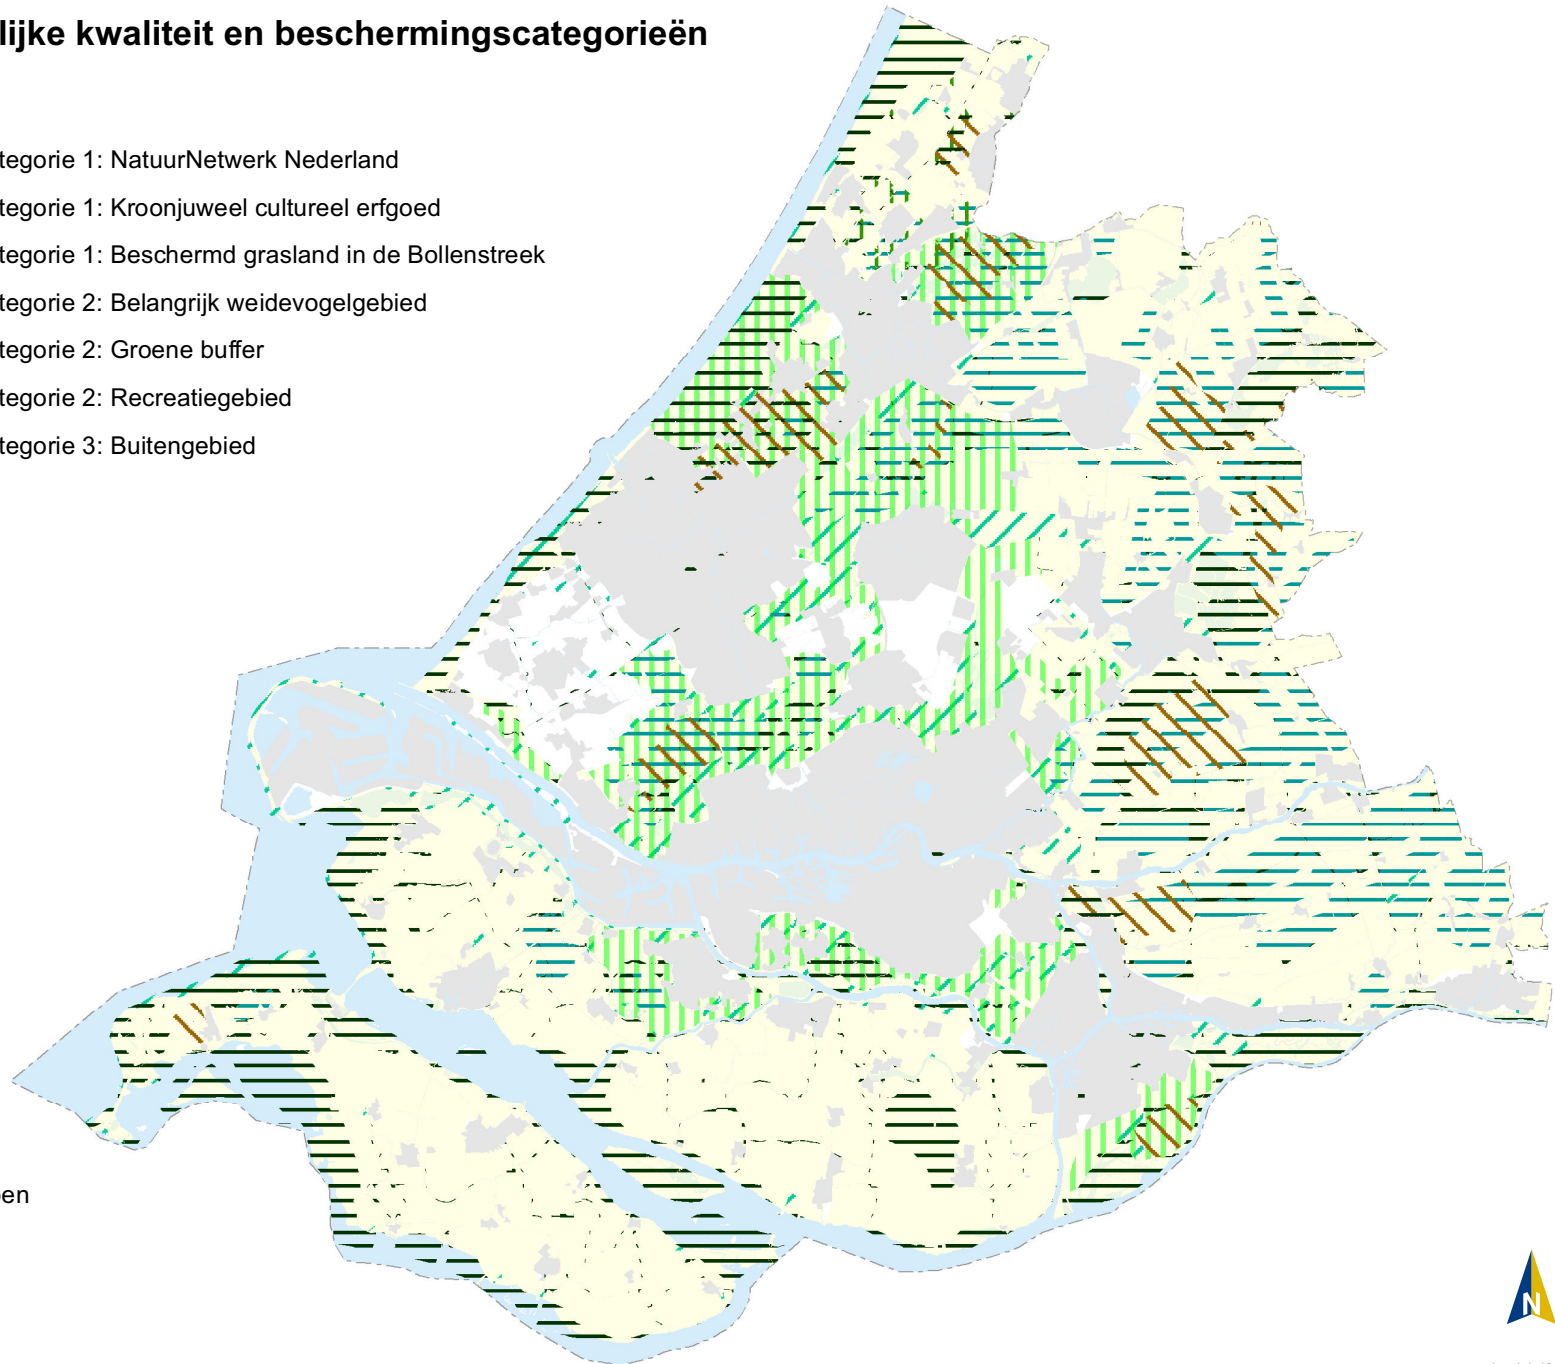 lijke kwaliteit en beschermingscategorieën
tegorie 1: NatuurNetwerk Nederland
tegorie 1: Kroonjuweel cultureel erfgoed
tegorie 1: Beschermd grasland in de Bollenstreek
tegorie 2: Belangrijk weidevogelgebied
tegorie 2: Groene buffer
tegorie 2: Recreatiegebied
tegorie 3: Buitengebied
en
N